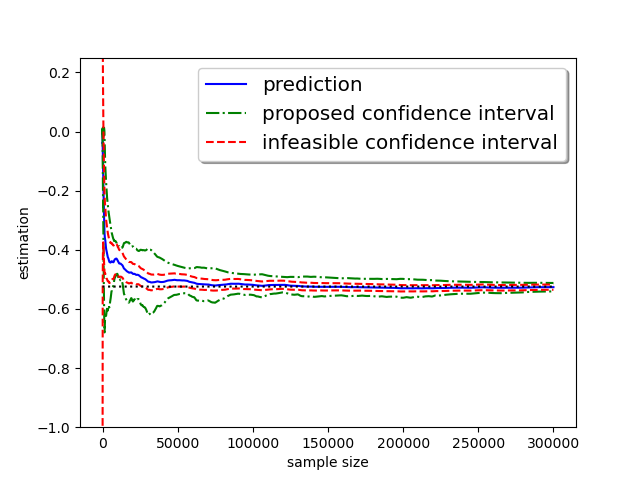 prediction
proposed confidence interval
infeasible confidence interval
0.2
0.0
−0.2
−0.4
−0.6
−0.8
−1.0
estimation
0 50000 100000 150000 200000 250000 300000
sample size